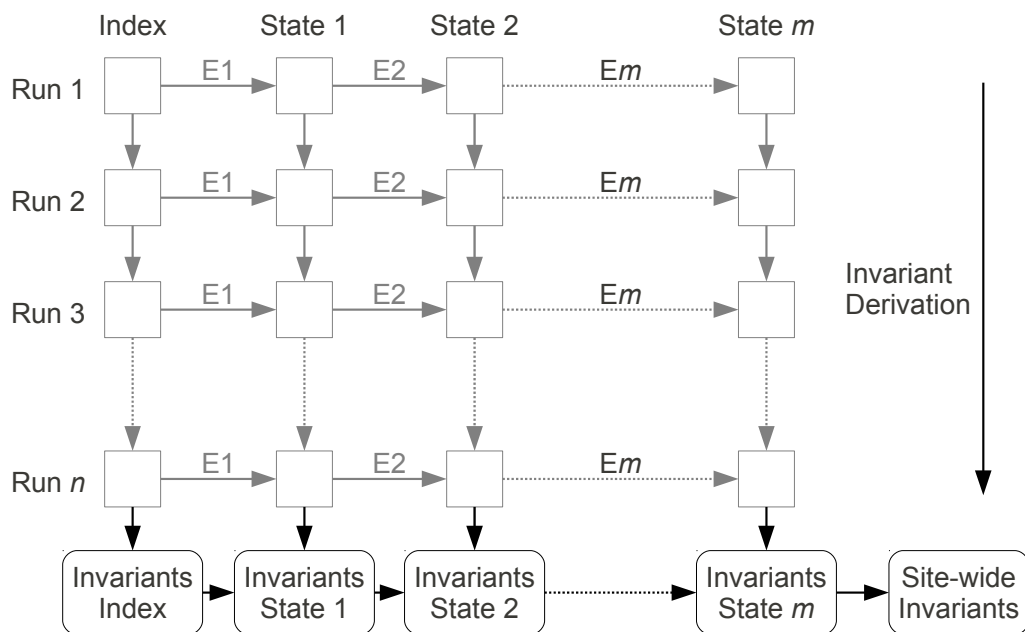 Index State 1 State 2 State m
Run 1 E1 E2 Em
Run 2 E1 E2 Em
Run 3 E1 E2 Em
Invariant
Derivation
Run n E1 E2 Em
Invariants
Index
Invariants
State 1
Invariants
State 2
Invariants
State m
Site-wide
Invariants